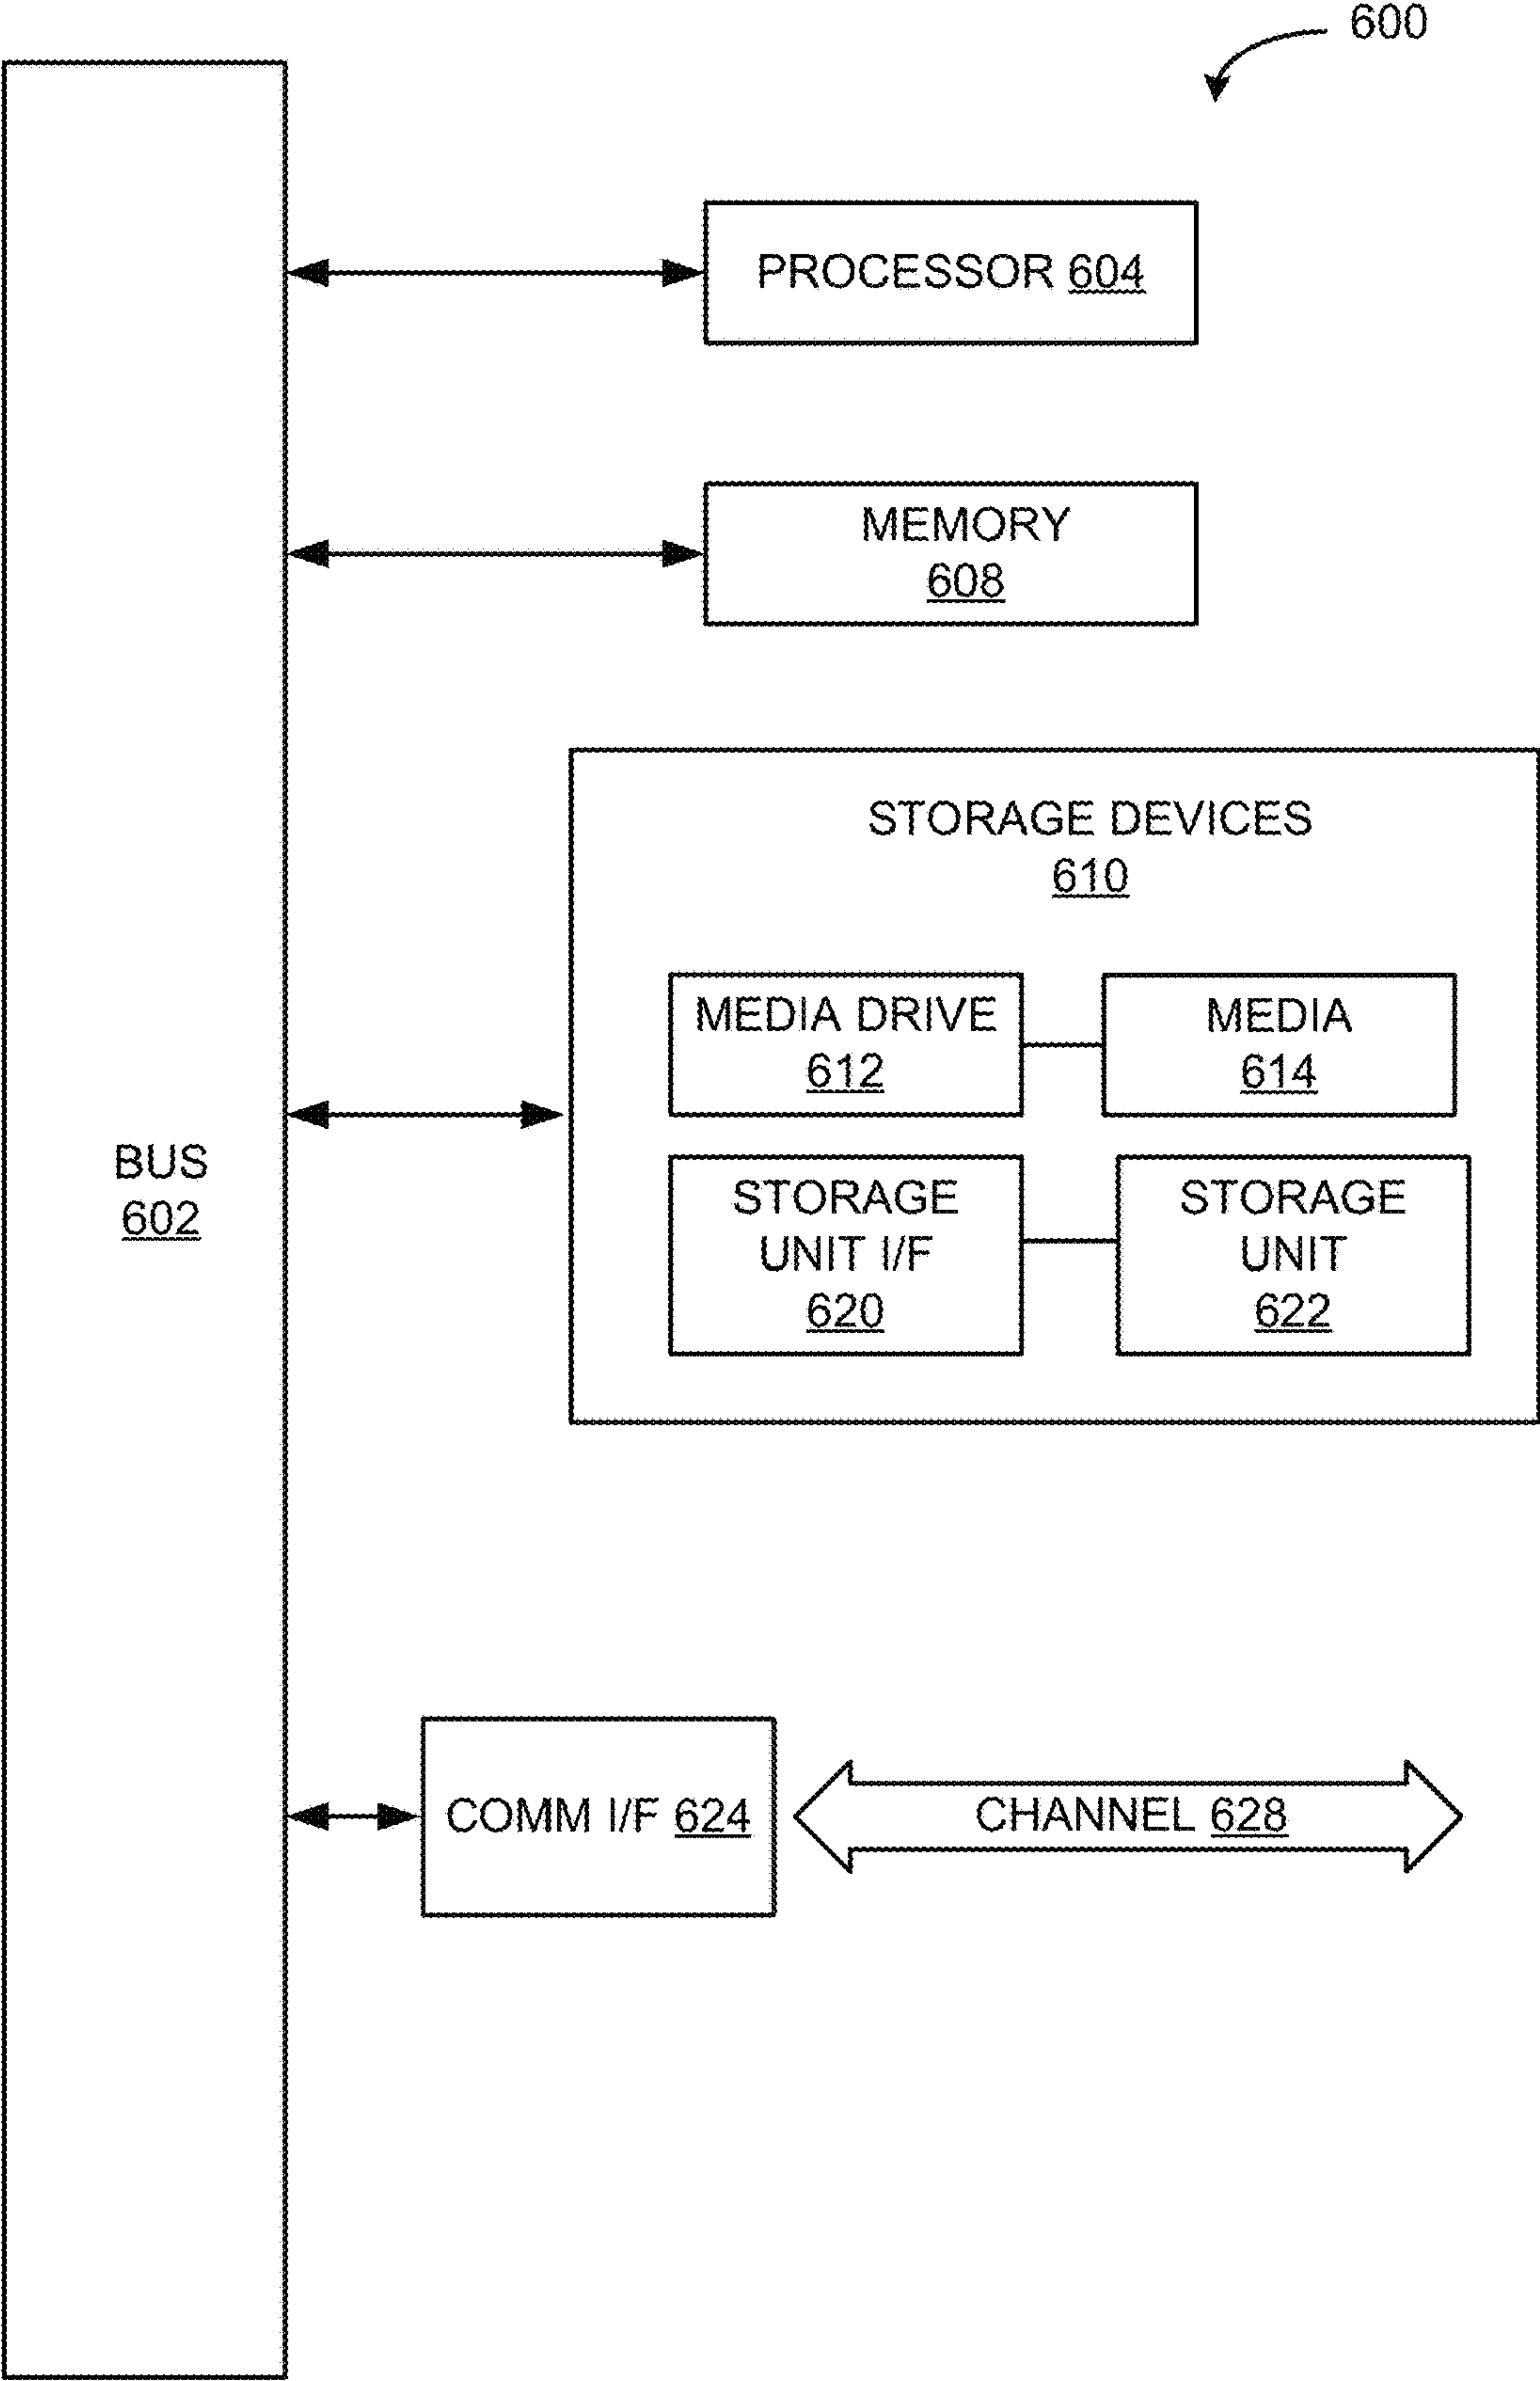 600
PROCESSOR 604
MEMORY
608
STORAGE DEVICES
610
MEDIA DRIVE
612
MEDIA
614
BUS
602
STORAGE
UNIT I/F
620
STORAGE
UNIT
622
COMM I/F 624
CHANNEL 628